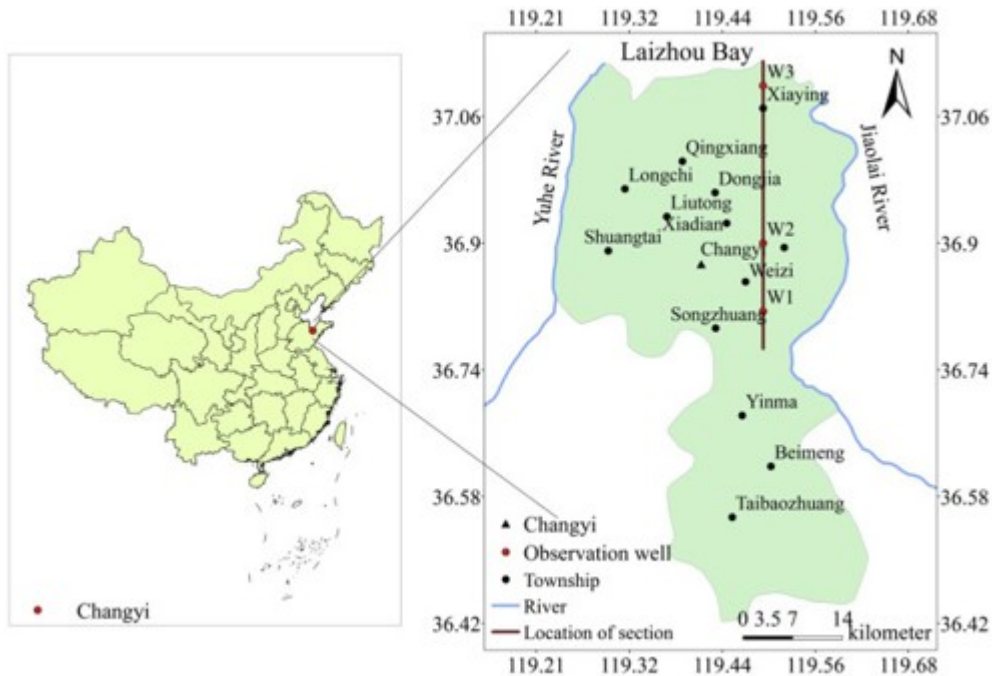 119.21 119.32 119.44 119.56 119.68
Laizhou Bay
N
W3
Xiaying
37.06 37.06
Qingxiang
Longchi
Dongjia
Liutong
Xiadian
Shuangtai
W2
Changy
Weizi
W1
Songzhuang
Yuhe River
Jiaolai River
36.9 36.9
36.74 36.74
Yinma
Beimeng
Taibaozhuang
36.58 36.58
Changyi
Observation well
Township
River
Location of section
0 3.5 7 14
kilometer
36.42 36.42
119.21 119.32 119.44 119.56 119.68
Changyi